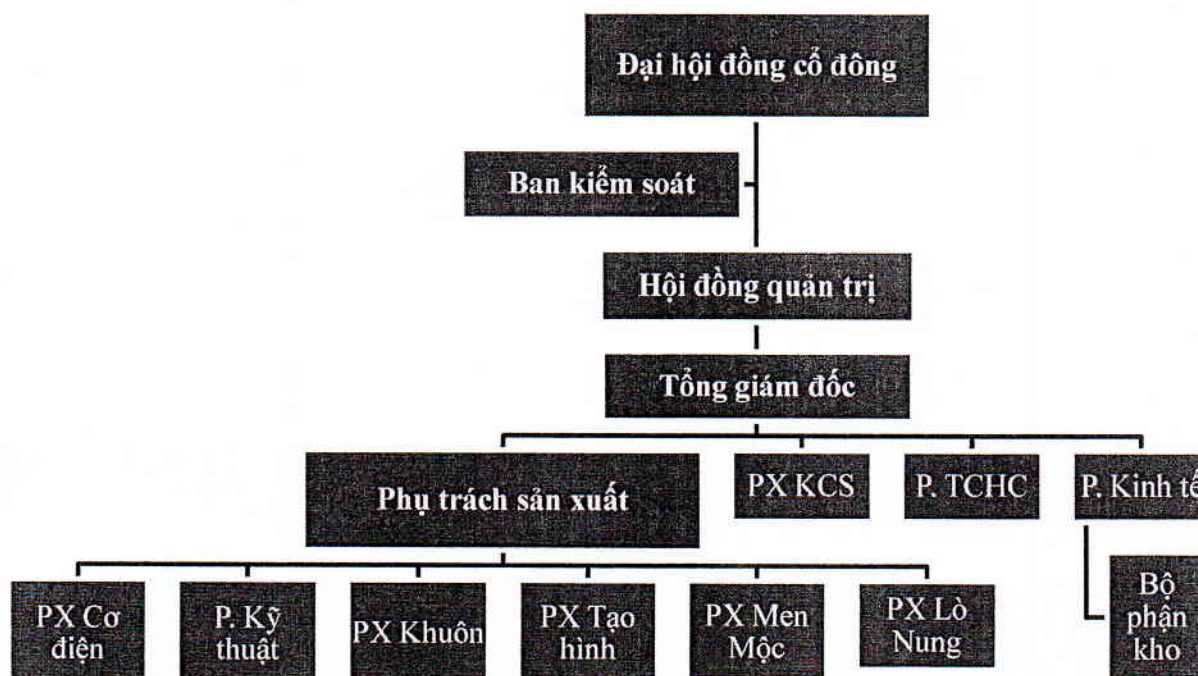 Đại hội đồng cổ đông
Ban kiểm soát
Hội đồng quản trị
Tổng giám đốc
Phụ trách sản xuất
PX KCS
P. TCHC
P. Kinh tế
PX Cơ
điện
P. Kỹ
thuật
PX Khuôn
PX Tạo
hình
PX Men
Mộc
PX Lò
Nung
Bộ
phận
kho